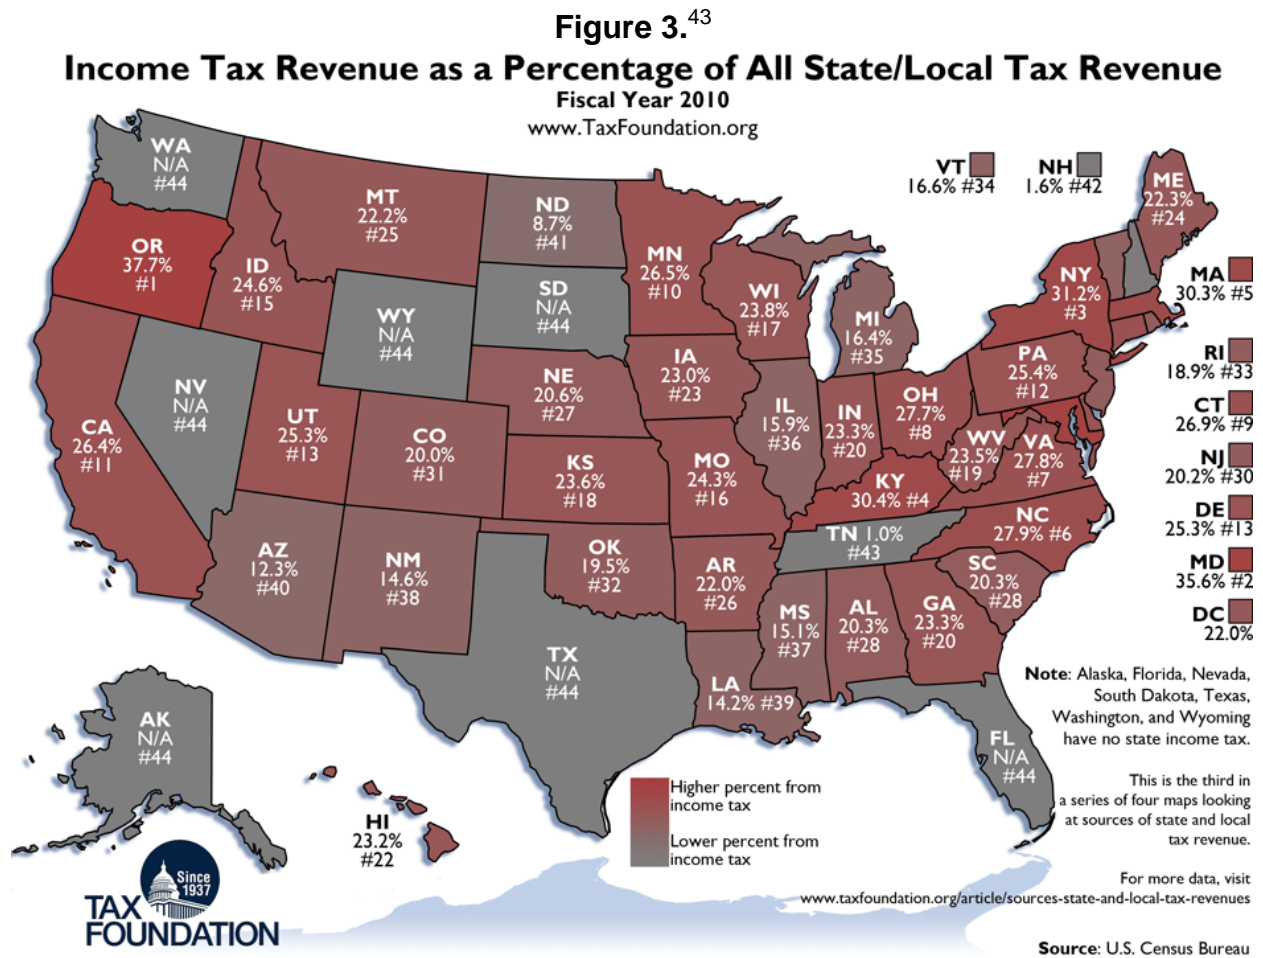 Figure 3.43
Income Tax Revenue as a Percentage of All State/Local Tax Revenue
Fiscal Year 2010
www.TaxFoundation.org
WA
N/A
#44
OR
37.7%
#1
CA
26.4%
#11
NV
N/A
#44
ID
24.6%
#15
MT
22.2%
#25
WY
N/A
#44
UT
25.3%
#13
CO
20.0%
#31
AZ
12.3%
#40
NM
14.6%
#38
ND
8.7%
#41
SD
N/A
#44
NE
20.6%
#27
KS
23.6%
#18
OK
19.5%
#32
TX
N/A
#44
MN
26.5%
#10
IA
23.0%
#23
MO
24.3%
#16
AR
22.0%
#26
LA
14.2% #39
WI
23.8%
#17
IL
15.9%
#36
MI
16.4%
#35
IN
23.3%
#20
OH
27.7%
#8
KY
30.4% #4
TN 1.0%
#43
MS
15.1%
#37
AL
20.3%
#28
GA
23.3%
#20
FL
N/A
#44
SC
20.3%
#28
NC
27.9% #6
VA
27.8%
#7
WV
23.5%
#19
PA
25.4%
#12
NY
31.2%
#3
ME
22.3%
#24
VT
16.6% #34
NH
1.6% #42
MA
30.3% #5
RI
18.9% #33
CT
26.9% #9
NJ
20.2% #30
DE
25.3% #13
MD
35.6% #2
DC
22.0%
AK
N/A
#44
HI
23.2%
#22
Higher percent from
income tax
Lower percent from
income tax
Note: Alaska, Florida, Nevada,
South Dakota, Texas,
Washington, and Wyoming
have no state income tax.
This is the third in
a series of four maps looking
at sources of state and local
tax revenue.
For more data, visit
www.taxfoundation.org/article/sources-state-and-local-tax-revenues
Source: U.S. Census Bureau
Since
1937
TAX
FOUNDATION